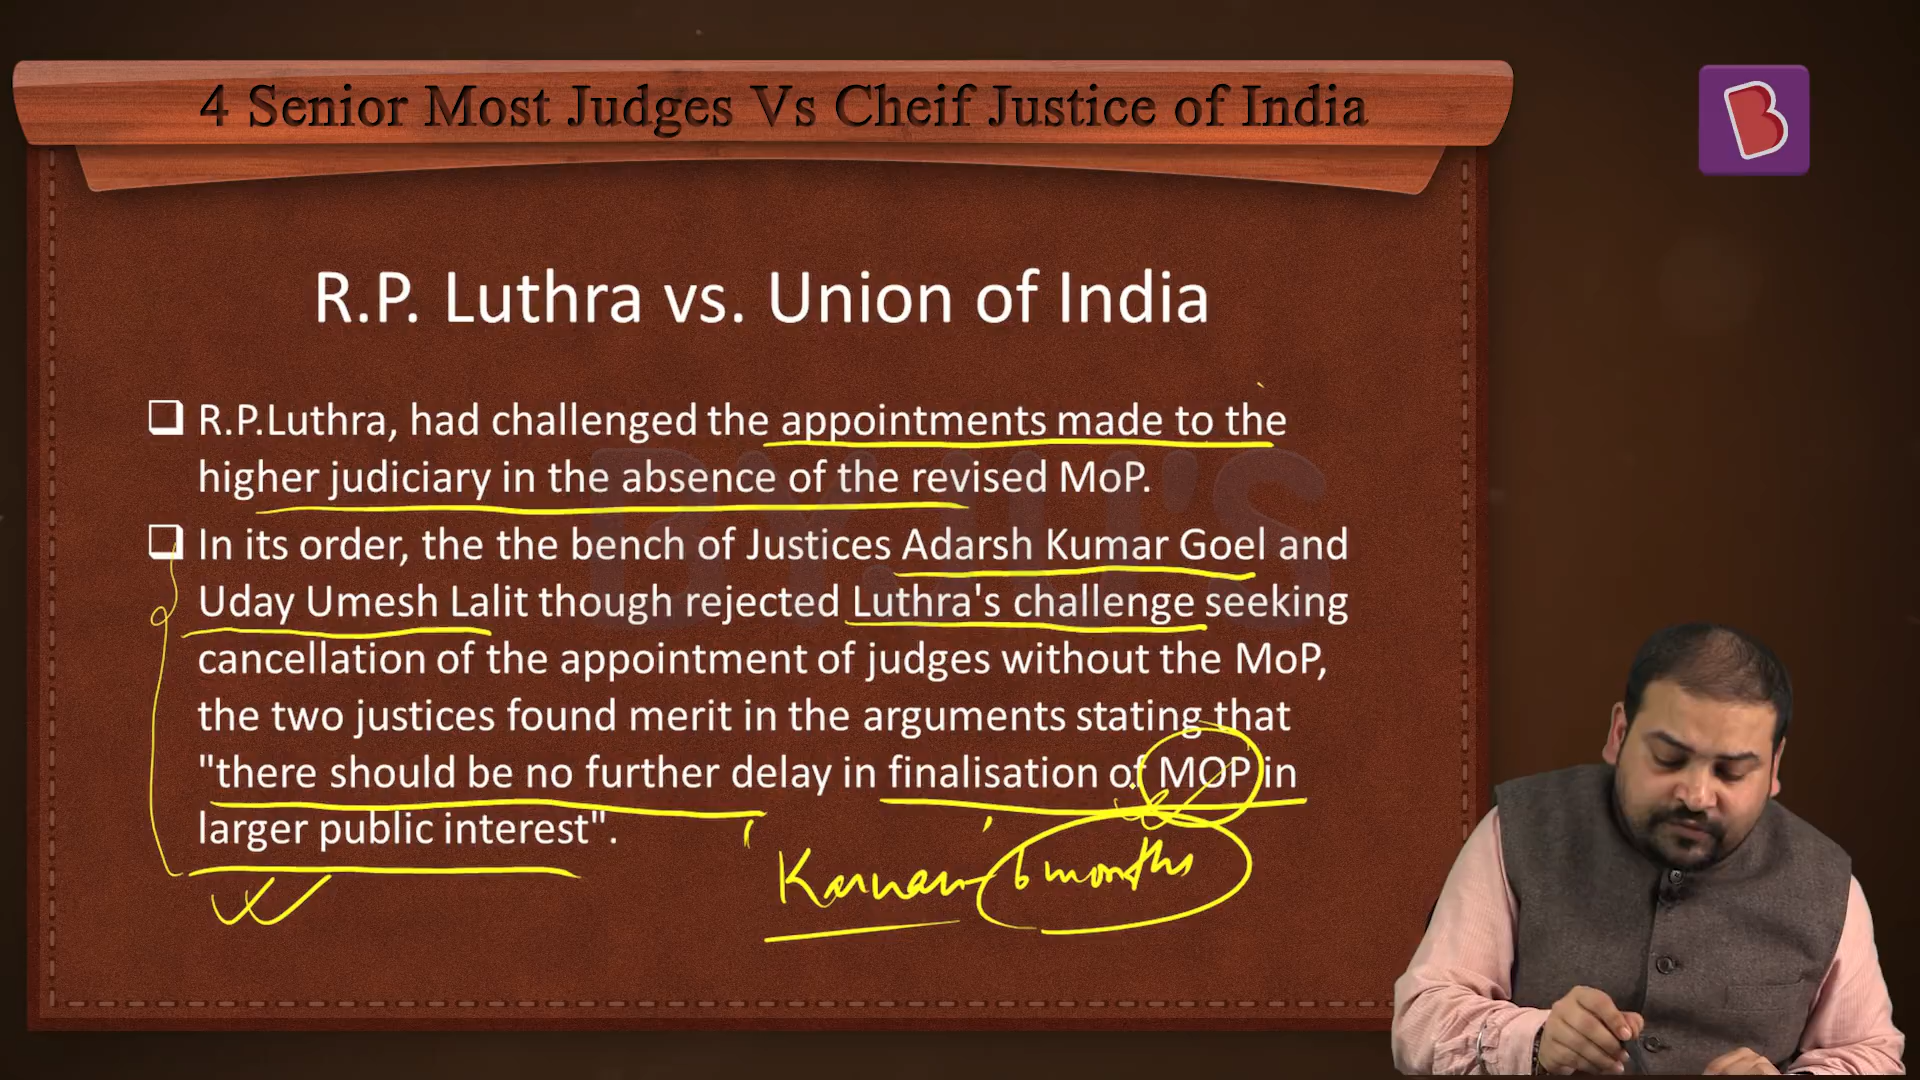 4 Senior Most Judges Vs Cheif Justice of India
B
R.P. Luthra vs. Union of India
R.P.Luthra, had challenged the appointments made to the
higher judiciary in the absence of the revised MoP.
In its order, the the bench of Justices Adarsh Kumar Goel and
Uday Umesh Lalit though rejected Luthra's challenge seeking
cancellation of the appointment of judges without the MoP,
the two justices found merit in the arguments stating that
"there should be no further delay in finalisation of MOP in
larger public interest".
Karnan 6 months
BYJU'S